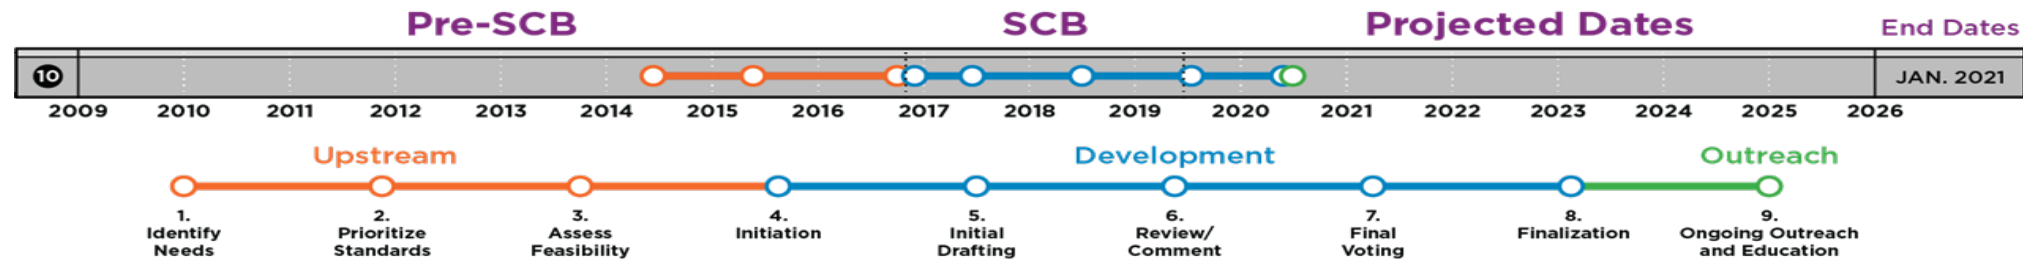 Pre-SCB SCB Projected Dates End Dates
10 JAN. 2021
2009 2010 2011 2012 2013 2014 2015 2016 2017 2018 2019 2020 2021 2022 2023 2024 2025 2026
Upstream Development Outreach
1. 2. 3. 4. 5. 6. 7. 8. 9.
Identify Prioritize Assess Initiation Initial Review/ Final Finalization Ongoing Outreach
Needs Standards Feasibility Drafting Comment Voting and Education